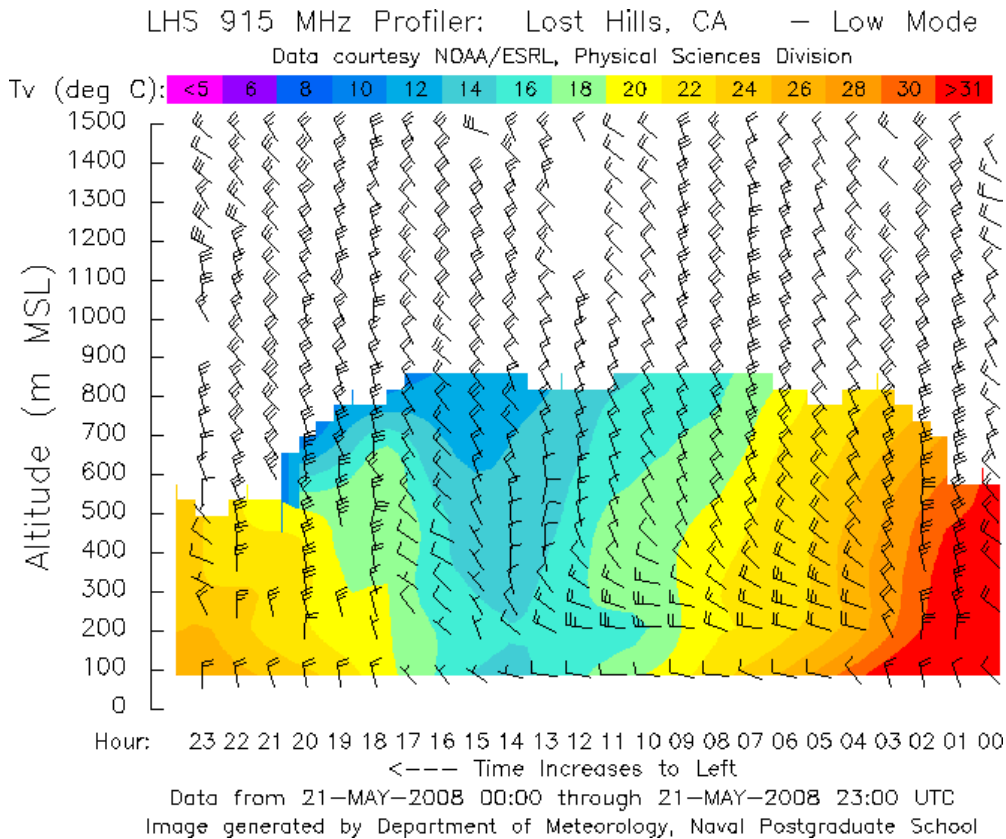 LHS 915 MHz Profiler: Lost Hills, CA – Low Mode
Data courtesy NOAA/ESRL, Physical Sciences Division
Tv (deg C): <5 6 8 10 12 14 16 18 20 22 24 26 28 30 >31
Altitude (m MSL)
1500
1400
1300
1200
1100
1000
900
800
700
600
500
400
300
200
100
0
Hour: 23 22 21 20 19 18 17 16 15 14 13 12 11 10 09 08 07 06 05 04 03 02 01 00
<--- Time Increases to Left
Data from 21-MAY-2008 00:00 through 21-MAY-2008 23:00 UTC
Image generated by Department of Meteorology, Naval Postgraduate School